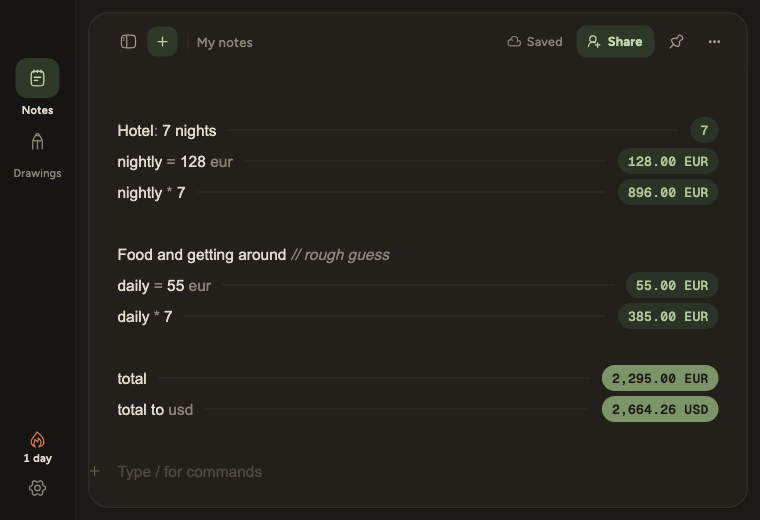 My notes
Saved
Share
Notes
Drawings
Hotel: 7 nights 7
nightly = 128 eur 128.00 EUR
nightly * 7 896.00 EUR
Food and getting around // rough guess
daily = 55 eur 55.00 EUR
daily * 7 385.00 EUR
total 2,295.00 EUR
total to usd 2,664.26 USD
Type / for commands
1 day